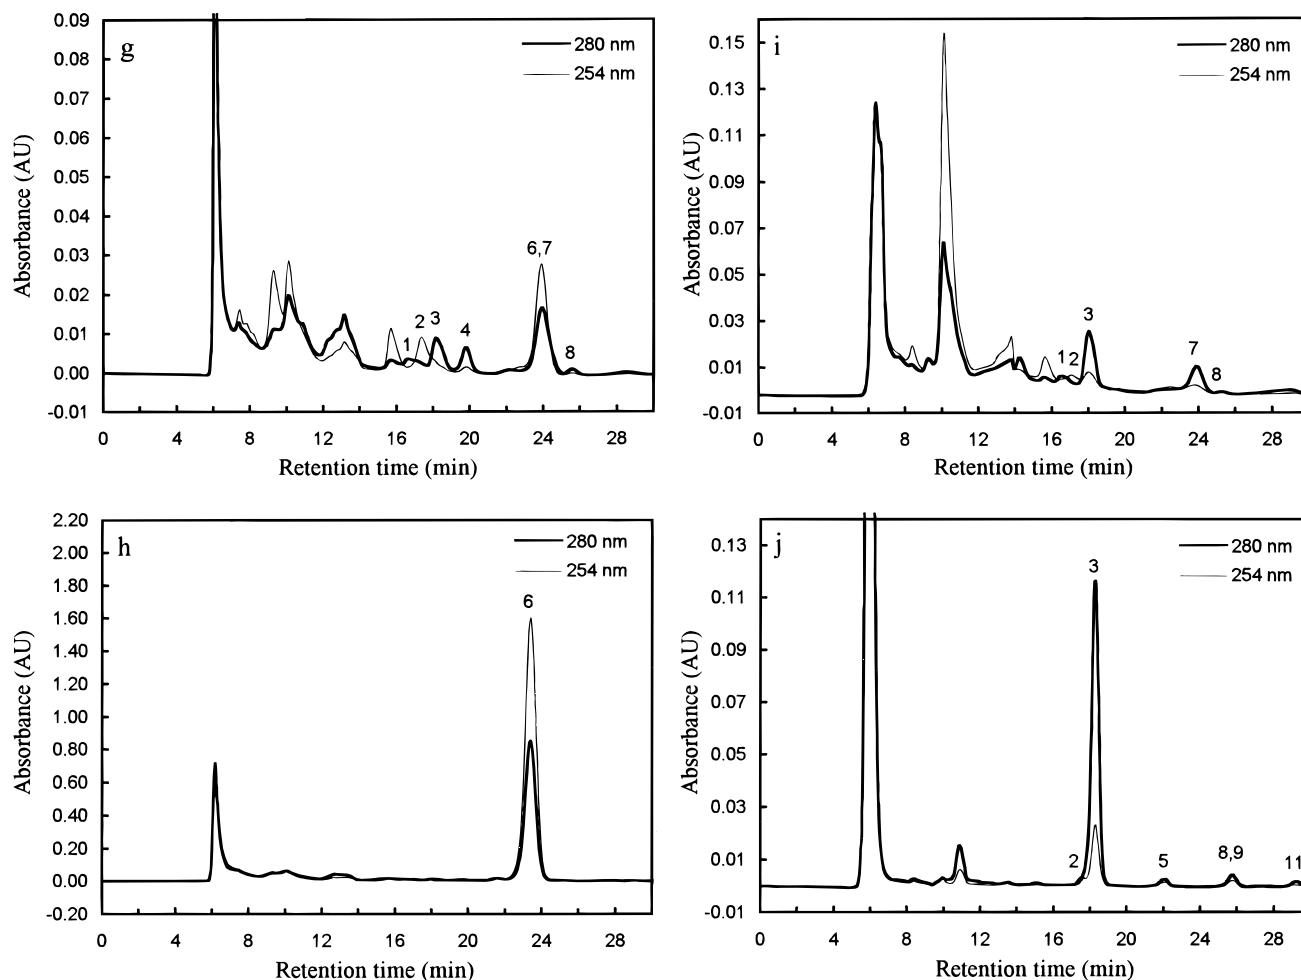 g
280 nm
254 nm
0.09
0.08
0.07
0.06
0.05
0.04
0.03
0.02
0.01
0.00
-0.01
Absorbance (AU)
1
2
3
4
6,7
8
0 4 8 12 16 20 24 28
Retention time (min)
i
280 nm
254 nm
0.15
0.13
0.11
0.09
0.07
0.05
0.03
0.01
-0.01
Absorbance (AU)
1 2
3
7
8
0 4 8 12 16 20 24 28
Retention time (min)
h
280 nm
254 nm
2.20
2.00
1.80
1.60
1.40
1.20
1.00
0.80
0.60
0.40
0.20
0.00
-0.20
Absorbance (AU)
6
0 4 8 12 16 20 24 28
Retention time (min)
j
280 nm
254 nm
0.13
0.11
0.09
0.07
0.05
0.03
0.01
-0.01
Absorbance (AU)
2
3
5
8,9
11
0 4 8 12 16 20 24 28
Retention time (min)